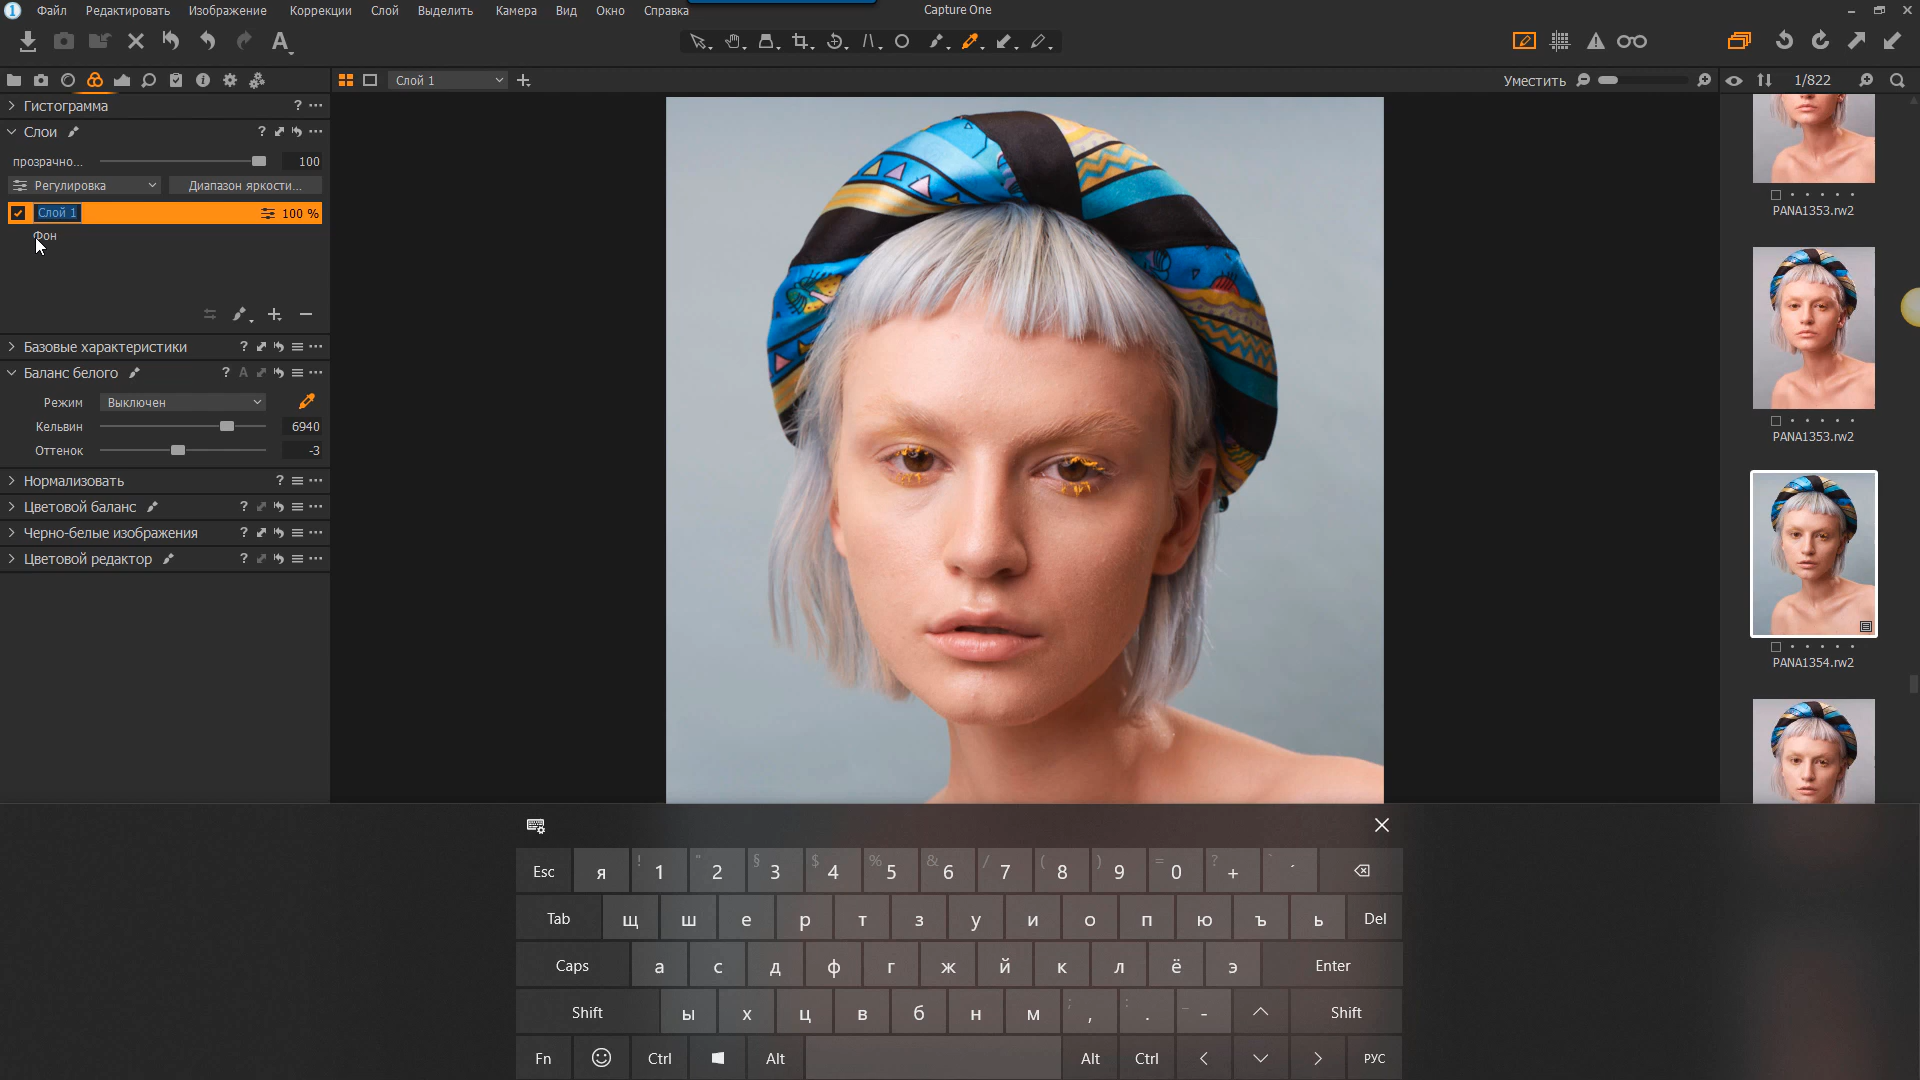 Файл Редактировать Изображение Коррекции Слой Выделить Камера Вид Окно Справка Capture One
Слой 1 Уместить 1/822
Гистограмма
Слои
прозрачно... 100
Регулировка Диапазон яркости...
Слой 1 100 %
Фон
Базовые характеристики
Баланс белого
Режим Выключен
Кельвин 6940
Оттенок -3
Нормализовать
Цветовой баланс
Черно-белые изображения
Цветовой редактор
PANA1353.rw2
PANA1353.rw2
PANA1354.rw2
Esc я ! 1 " 2 § 3 $ 4 % 5 & 6 / 7 ( 8 ) 9 = 0 ? + ` ´
Tab щ ш е р т з у и о п ю ъ ь Del
Caps а с д ф г ж й к л ё э Enter
Shift ы х ц в б н м ; , : . _ - Shift
Fn Ctrl Alt Alt Ctrl РУС